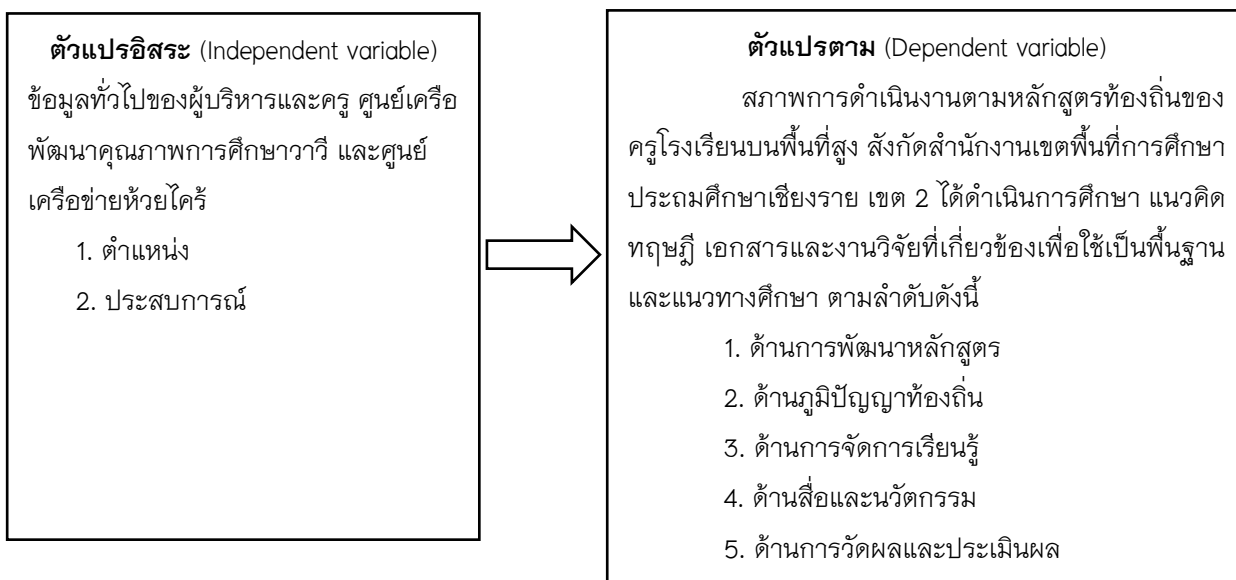 ตัวแปรอิสระ (Independent variable)
ข้อมูลทั่วไปของผู้บริหารและครู ศูนย์เครือ
พัฒนาคุณภาพการศึกษาวาวี และศูนย์
เครือข่ายห้วยไคร้
1. ตำแหน่ง
2. ประสบการณ์
ตัวแปรตาม (Dependent variable)
สภาพการดำเนินงานตามหลักสูตรท้องถิ่นของ
ครูโรงเรียนบนพื้นที่สูง สังกัดสำนักงานเขตพื้นที่การศึกษา
ประถมศึกษาเชียงราย เขต 2 ได้ดำเนินการศึกษา แนวคิด
ทฤษฎี เอกสารและงานวิจัยที่เกี่ยวข้องเพื่อใช้เป็นพื้นฐาน
และแนวทางศึกษา ตามลำดับดังนี้
1. ด้านการพัฒนาหลักสูตร
2. ด้านภูมิปัญญาท้องถิ่น
3. ด้านการจัดการเรียนรู้
4. ด้านสื่อและนวัตกรรม
5. ด้านการวัดผลและประเมินผล